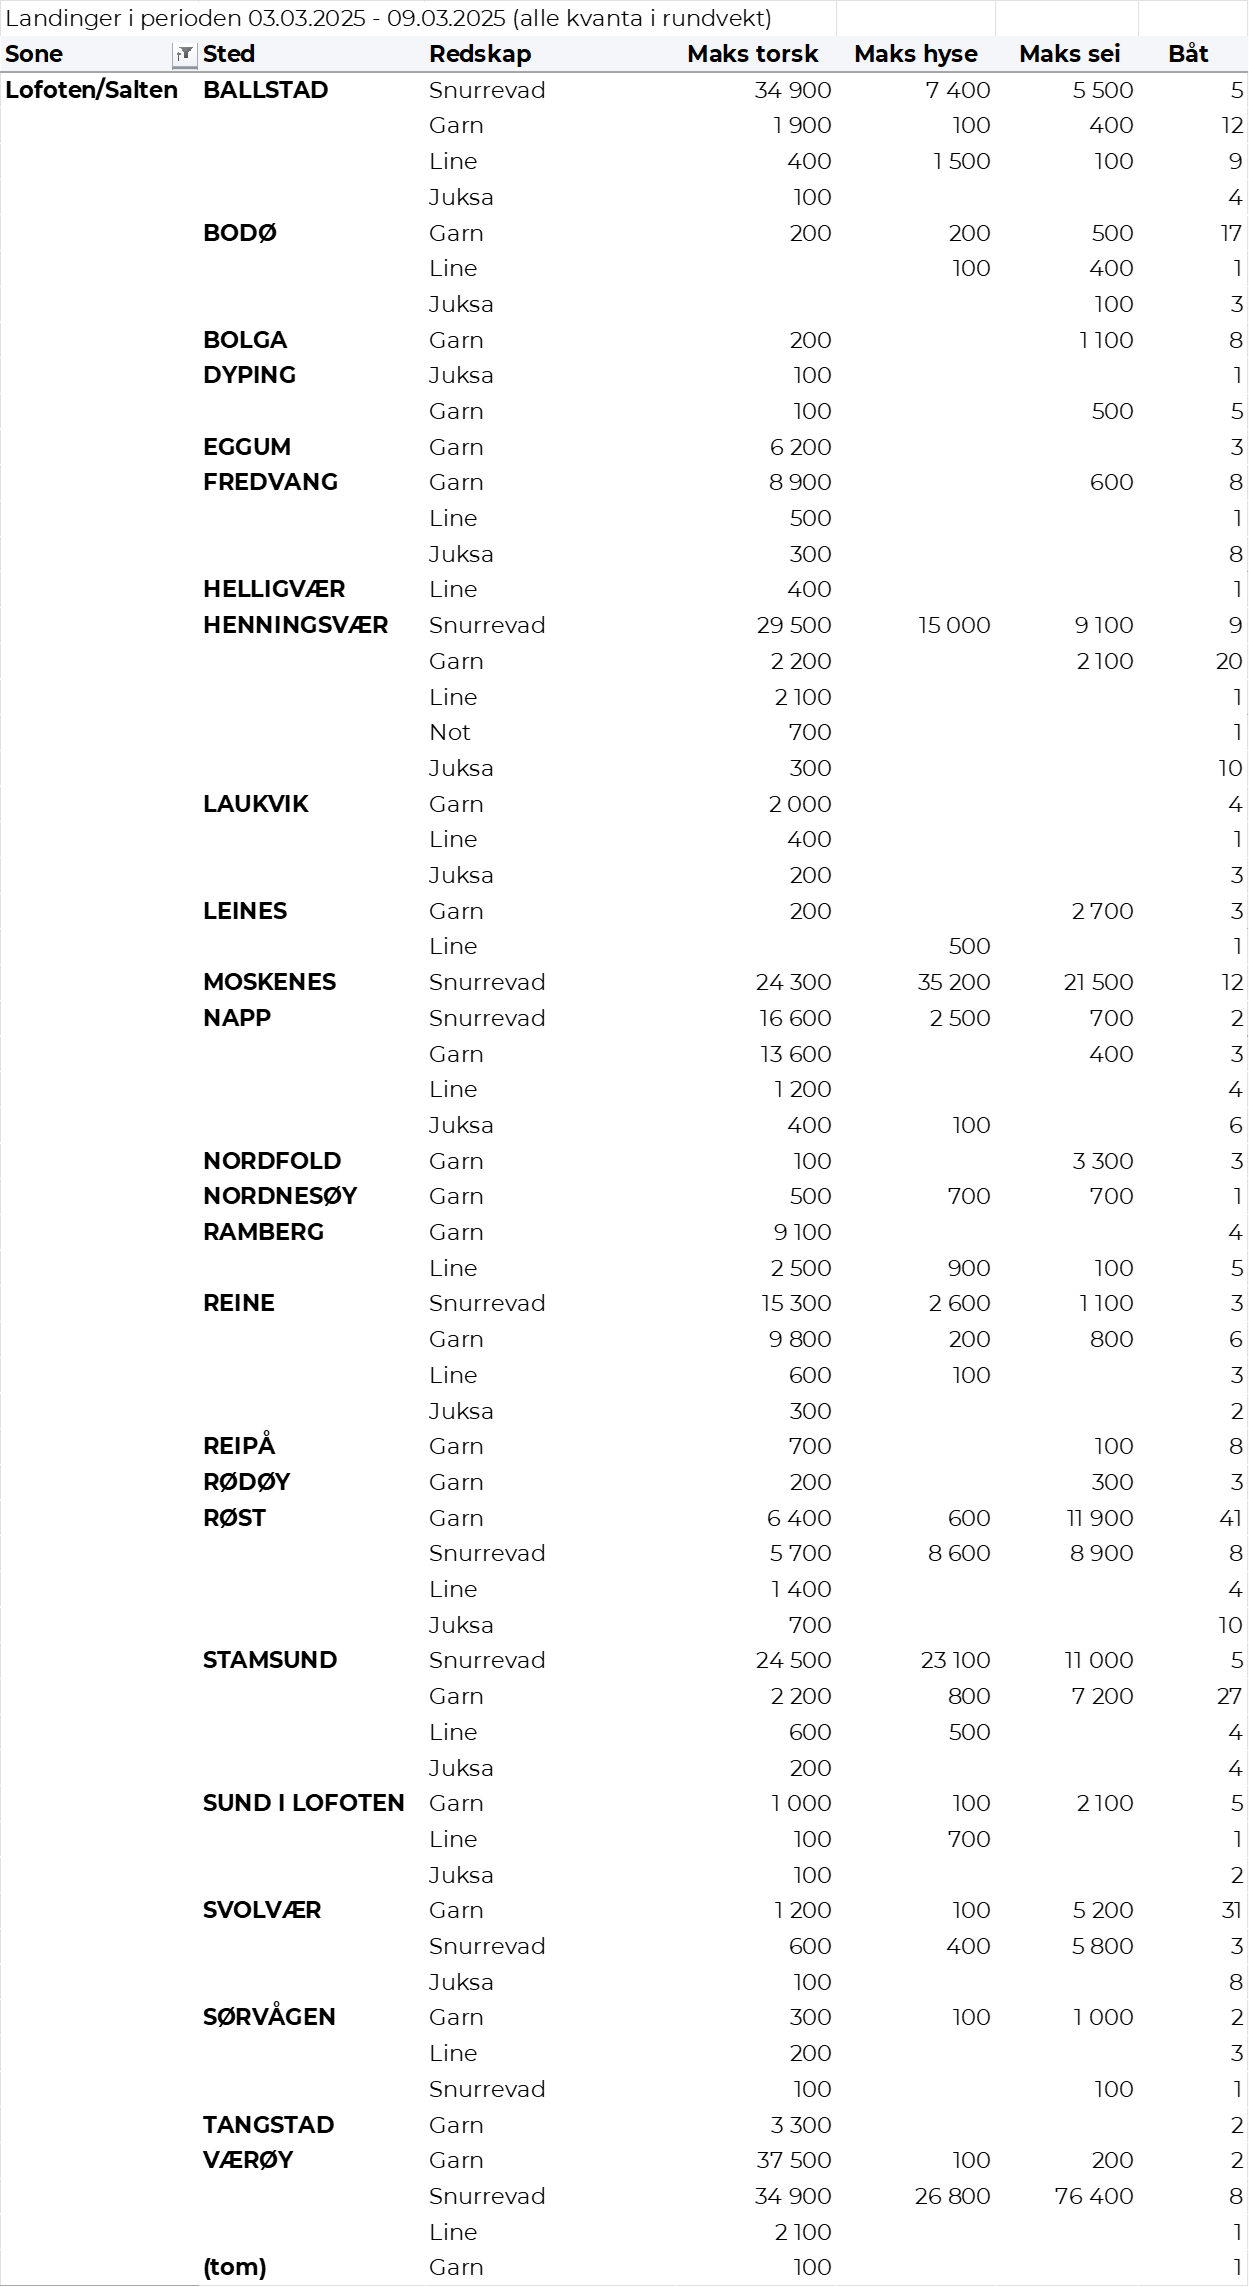 Landinger i perioden 03.03.2025 - 09.03.2025 (alle kvanta i rundvekt)
Sone Sted Redskap Maks torsk Maks hyse Maks sei Båt
Lofoten/Salten BALLSTAD Snurrevad 34 900 7 400 5 500 5
Garn 1 900 100 400 12
Line 400 1 500 100 9
Juksa 100 4
BODØ Garn 200 200 500 17
Line 100 400 1
Juksa 100 3
BOLGA Garn 200 1 100 8
DYPING Juksa 100 1
Garn 100 500 5
EGGUM Garn 6 200 3
FREDVANG Garn 8 900 600 8
Line 500 1
Juksa 300 8
HELLIGVÆR Line 400 1
HENNINGSVÆR Snurrevad 29 500 15 000 9 100 9
Garn 2 200 2 100 20
Line 2 100 1
Not 700 1
Juksa 300 10
LAUKVIK Garn 2 000 4
Line 400 1
Juksa 200 3
LEINES Garn 200 2 700 3
Line 500 1
MOSKENES Snurrevad 24 300 35 200 21 500 12
NAPP Snurrevad 16 600 2 500 700 2
Garn 13 600 400 3
Line 1 200 4
Juksa 400 100 6
NORDFOLD Garn 100 3 300 3
NORDNESØY Garn 500 700 700 1
RAMBERG Garn 9 100 4
Line 2 500 900 100 5
REINE Snurrevad 15 300 2 600 1 100 3
Garn 9 800 200 800 6
Line 600 100 3
Juksa 300 2
REIPÅ Garn 700 100 8
RØDØY Garn 200 300 3
RØST Garn 6 400 600 11 900 41
Snurrevad 5 700 8 600 8 900 8
Line 1 400 4
Juksa 700 10
STAMSUND Snurrevad 24 500 23 100 11 000 5
Garn 2 200 800 7 200 27
Line 600 500 4
Juksa 200 4
SUND I LOFOTEN Garn 1 000 100 2 100 5
Line 100 700 1
Juksa 100 2
SVOLVÆR Garn 1 200 100 5 200 31
Snurrevad 600 400 5 800 3
Juksa 100 8
SØRVÅGEN Garn 300 100 1 000 2
Line 200 3
Snurrevad 100 100 1
TANGSTAD Garn 3 300 2
VÆRØY Garn 37 500 100 200 2
Snurrevad 34 900 26 800 76 400 8
Line 2 100 1
(tom) Garn 100 1